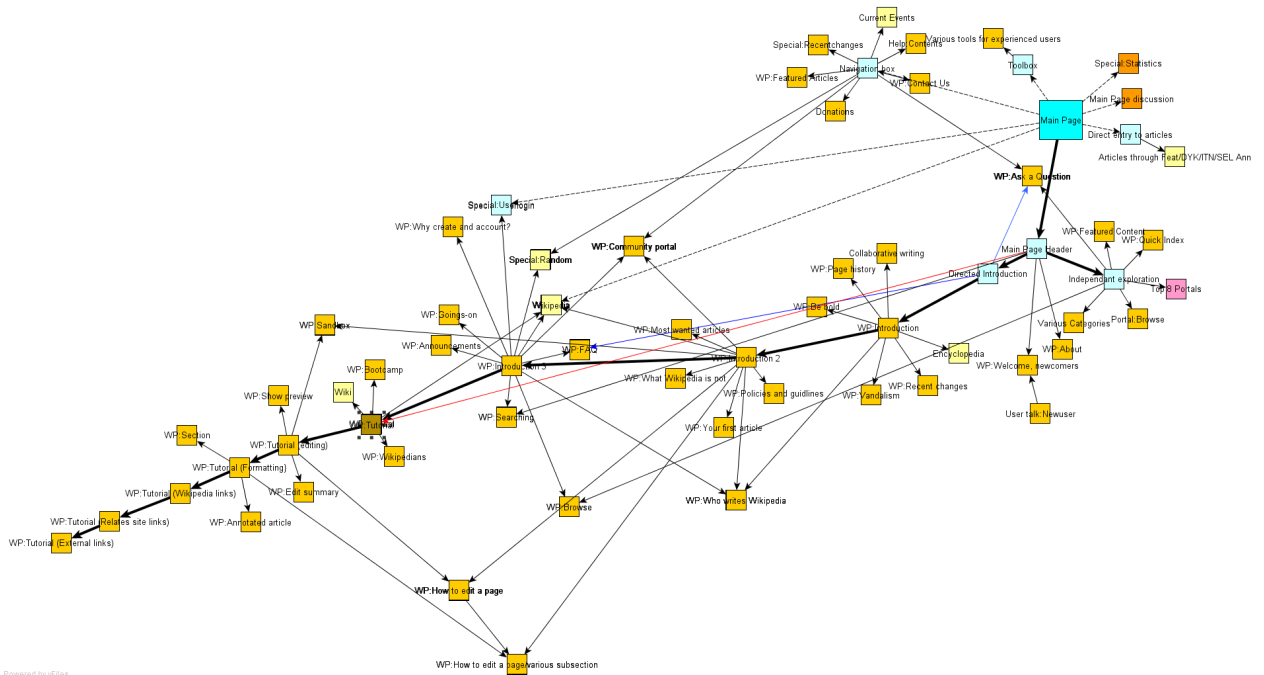 Current Events
Special:Recentchanges
Help:Contents
Various tools for experienced users
Navigation box
Toolbox
Special:Statistics
WP:Featured Articles
WP:Contact Us
Main Page discussion
Donations
Main Page
Direct entry to articles
Articles through Feat/DYK/ITN/SEL Ann
WP:Ask a Question
Special:Userlogin
WP:Why create and account?
WP:Community portal
WP:Featured Content
WP:Quick Index
Special:Random
Collaborative writing
Main Page Header
WP:Page history
Directed Introduction
Independant exploration
Top 8 Portals
Wikipedia
WP:Be bold
WP:Goings-on
WP:Sandbox
WP:Most wanted articles
WP:Introduction
Various Categories
Portal:Browse
WP:Announcements
WP:FAQ
WP:Introduction 2
Encyclopedia
WP:About
WP:Introduction 3
WP:Bootcamp
WP:What Wikipedia is not
WP:Welcome, newcomers
WP:Show preview
Wiki
WP:Policies and guidlines
WP:Vandalism
WP:Recent changes
WP:Searching
User talk:Newuser
WP:Tutorial
WP:Your first article
WP:Section
WP:Tutorial (editing)
WP:Wikipedians
WP:Tutorial (Formatting)
WP:Tutorial (Wikipedia links)
WP:Edit summary
WP:Browse
WP:Who writes Wikipedia
WP:Tutorial (Relates site links)
WP:Annotated article
WP:Tutorial (External links)
WP:How to edit a page
WP:How to edit a page/various subsection
Powered by yFiles